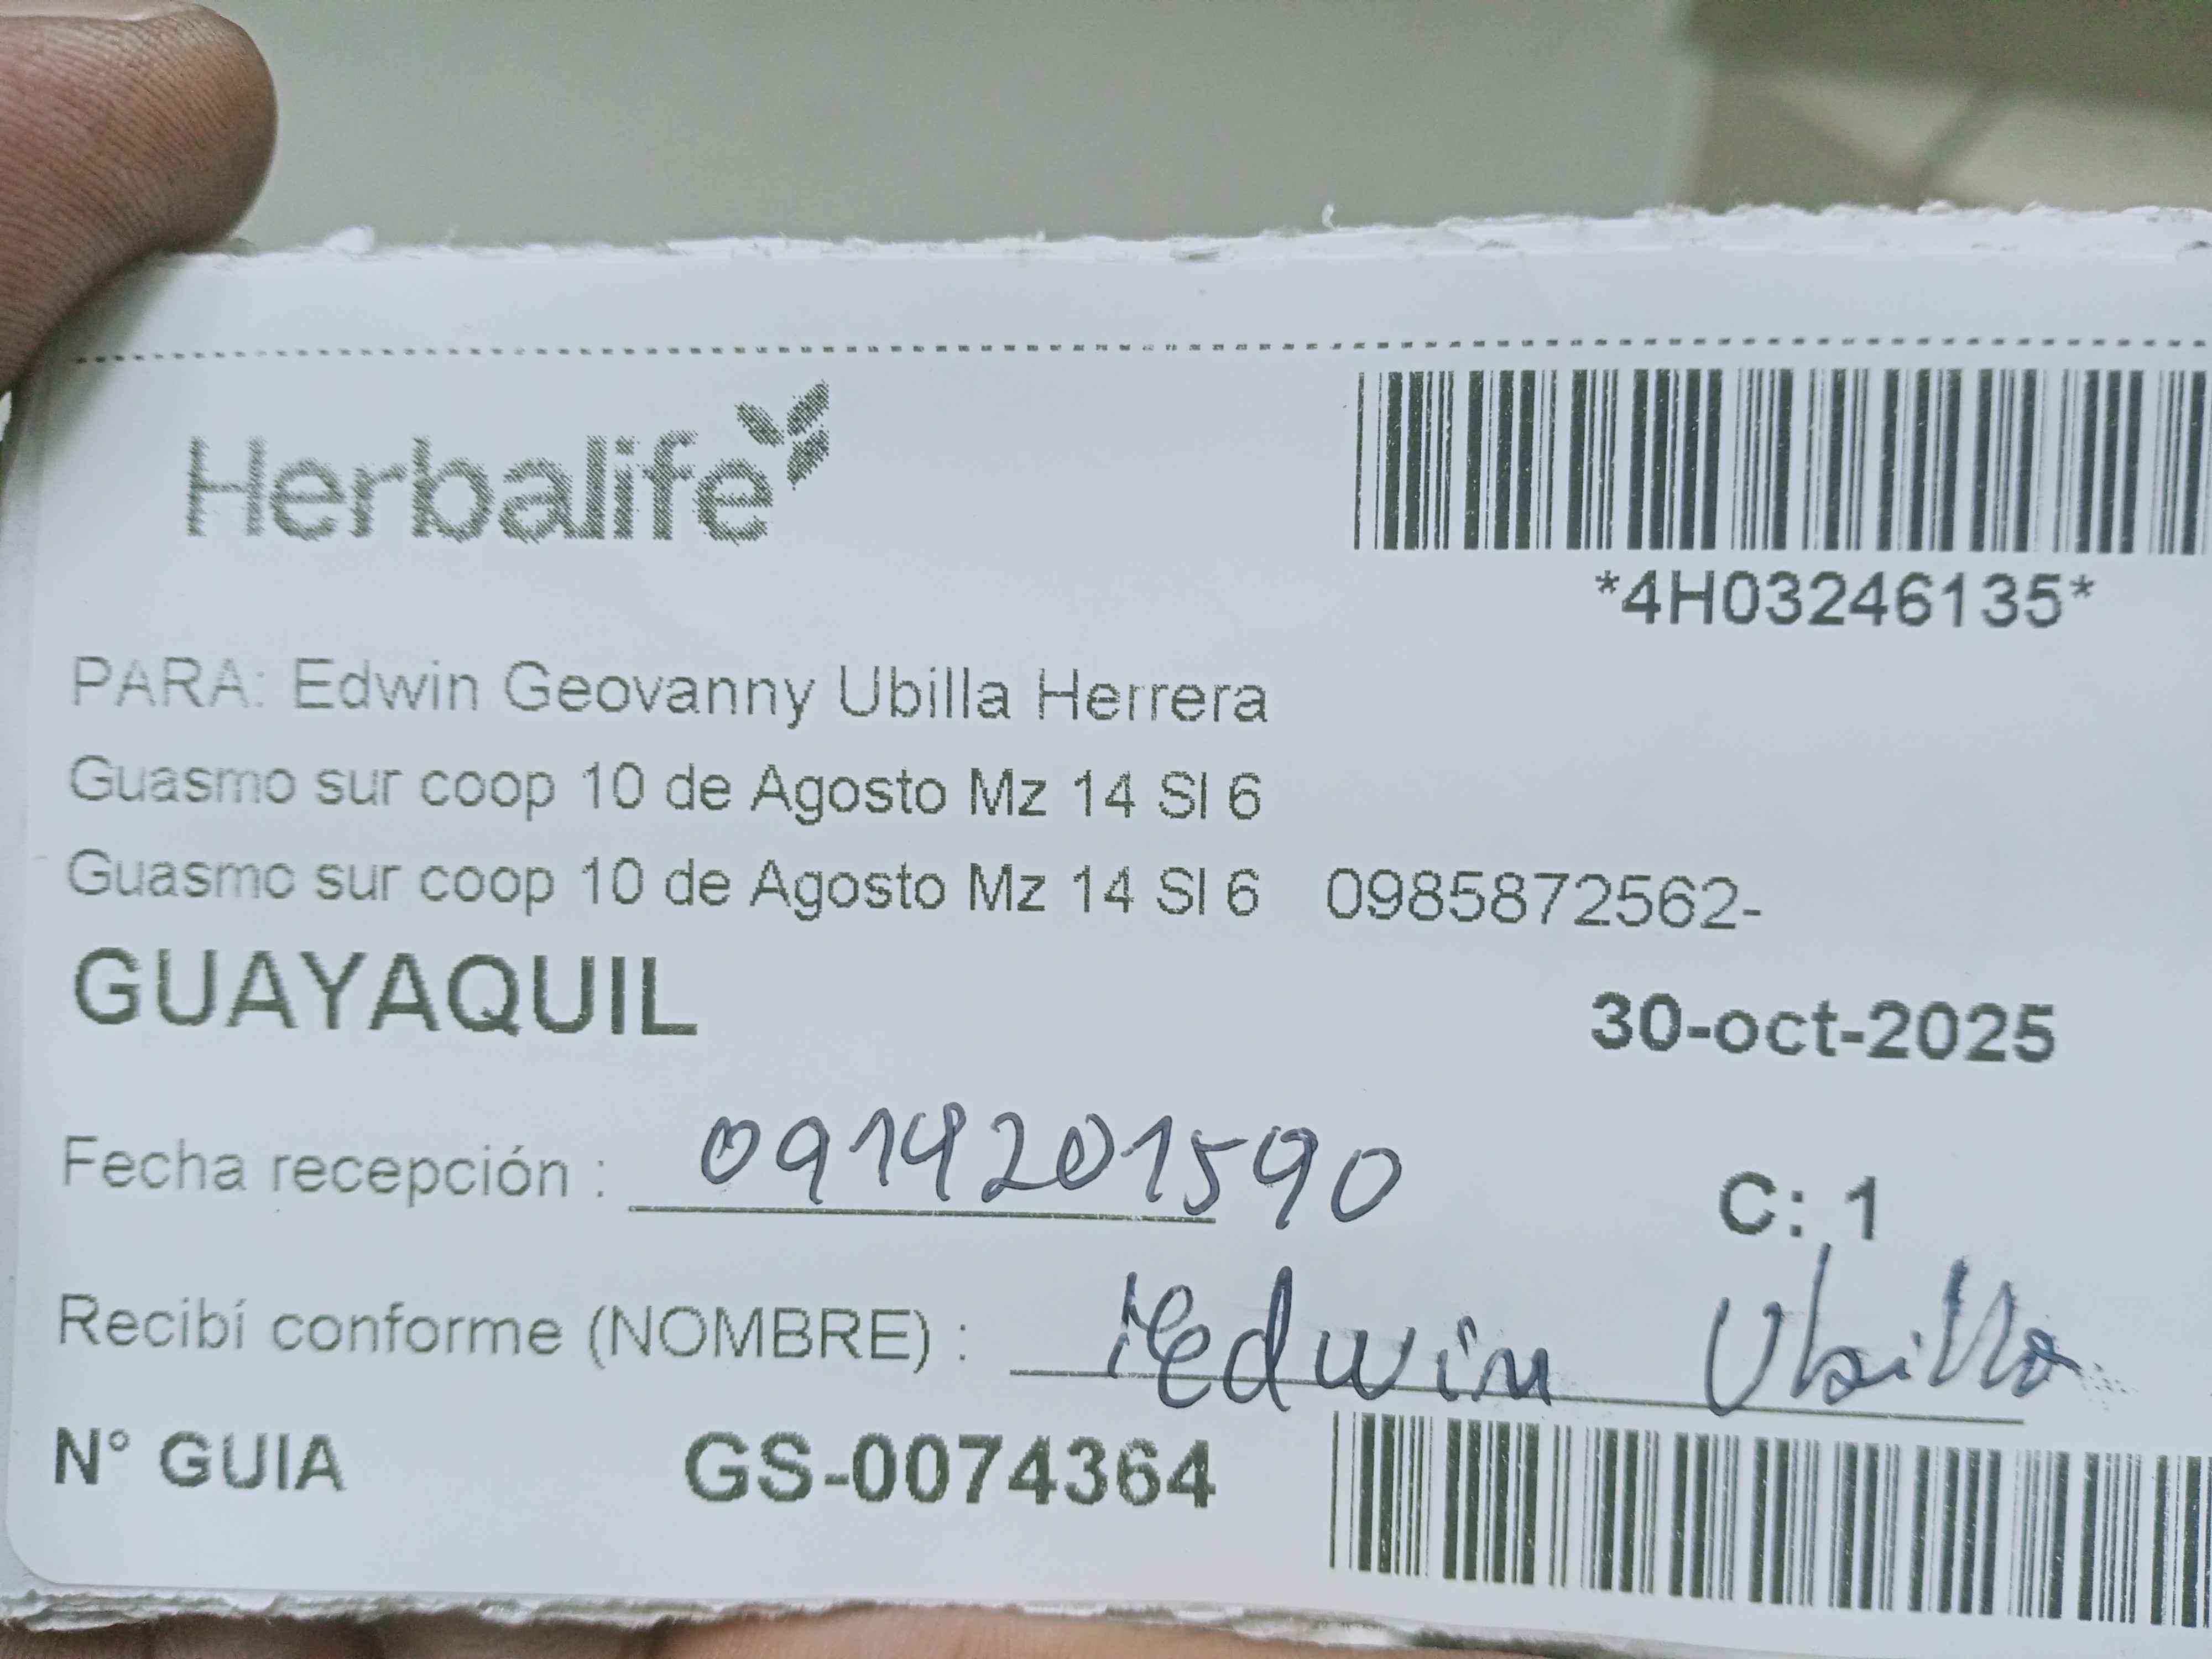 Herbalife
*4H03246135*
PARA: Edwin Geovanny Ubilla Herrera
Guasmo sur coop 10 de Agosto Mz 14 Sl 6
Guasmo sur coop 10 de Agosto Mz 14 Sl 6 0985872562-
GUAYAQUIL 30-oct-2025
Fecha recepción : 0919201590 C: 1
Recibí conforme (NOMBRE) : Edwin Ubilla
N° GUIA GS-0074364